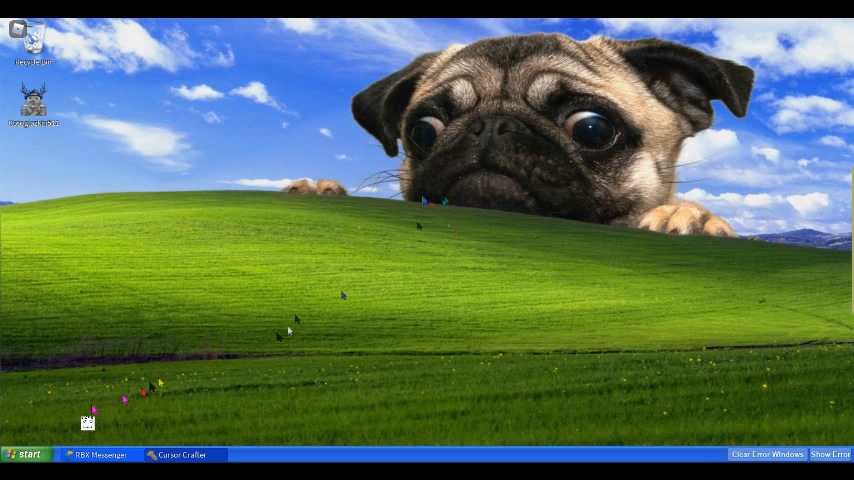 Recycle Bin
start
RBX Messenger
Cursor Crafter
Clear Error Windows
Show Error